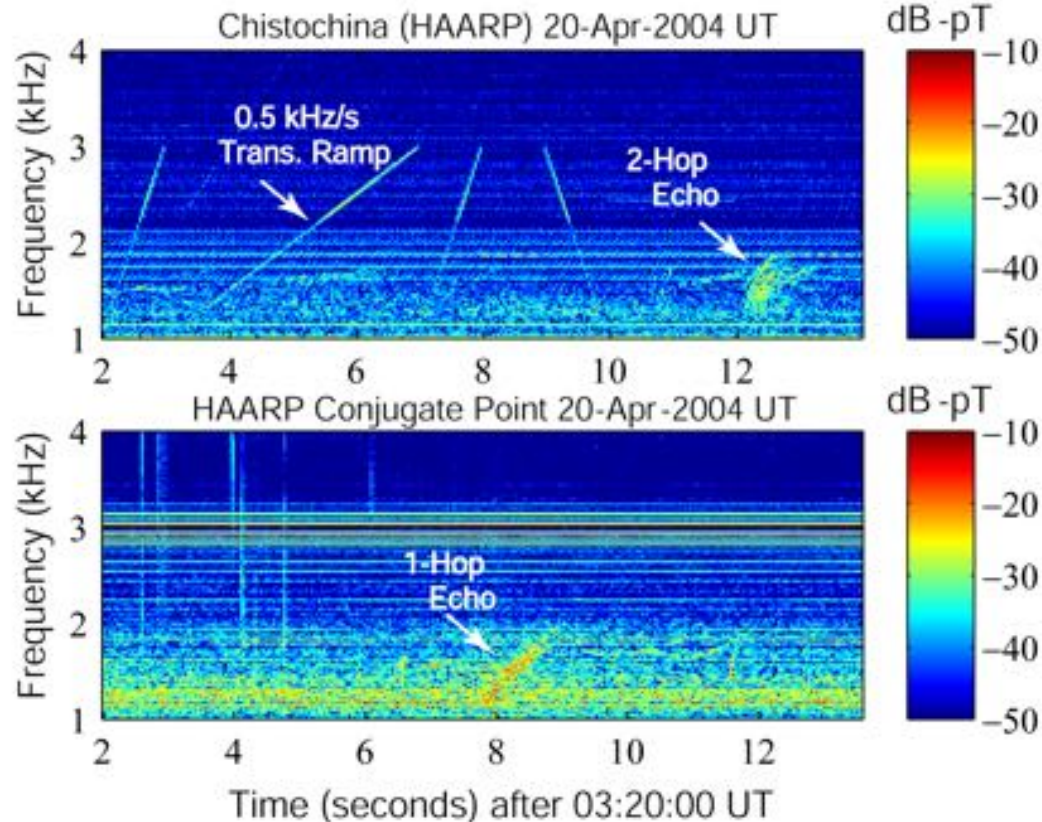 Chistochina (HAARP) 20-Apr-2004 UT
dB-pT
Frequency (kHz)
4
3
2
1
0.5 kHz/s
Trans. Ramp
2-Hop
Echo
2 4 6 8 10 12
–10
–20
–30
–40
–50
HAARP Conjugate Point 20-Apr-2004 UT
dB-pT
Frequency (kHz)
4
3
2
1
1-Hop
Echo
2 4 6 8 10 12
–10
–20
–30
–40
–50
Time (seconds) after 03:20:00 UT